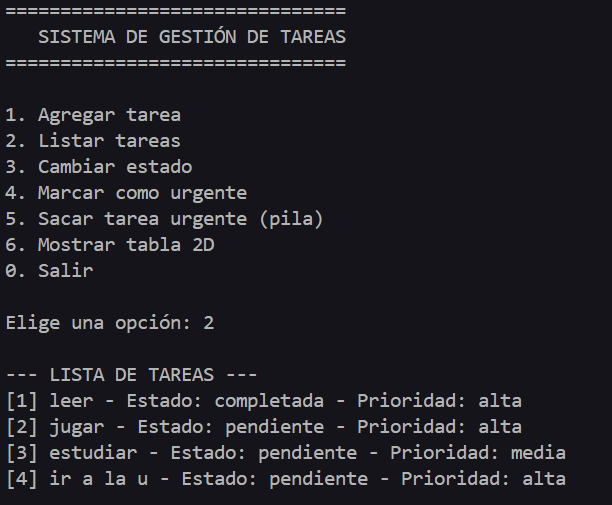 ===============================
SISTEMA DE GESTIÓN DE TAREAS
===============================
1. Agregar tarea
2. Listar tareas
3. Cambiar estado
4. Marcar como urgente
5. Sacar tarea urgente (pila)
6. Mostrar tabla 2D
0. Salir
Elige una opción: 2
--- LISTA DE TAREAS ---
[1] leer - Estado: completada - Prioridad: alta
[2] jugar - Estado: pendiente - Prioridad: alta
[3] estudiar - Estado: pendiente - Prioridad: media
[4] ir a la u - Estado: pendiente - Prioridad: alta